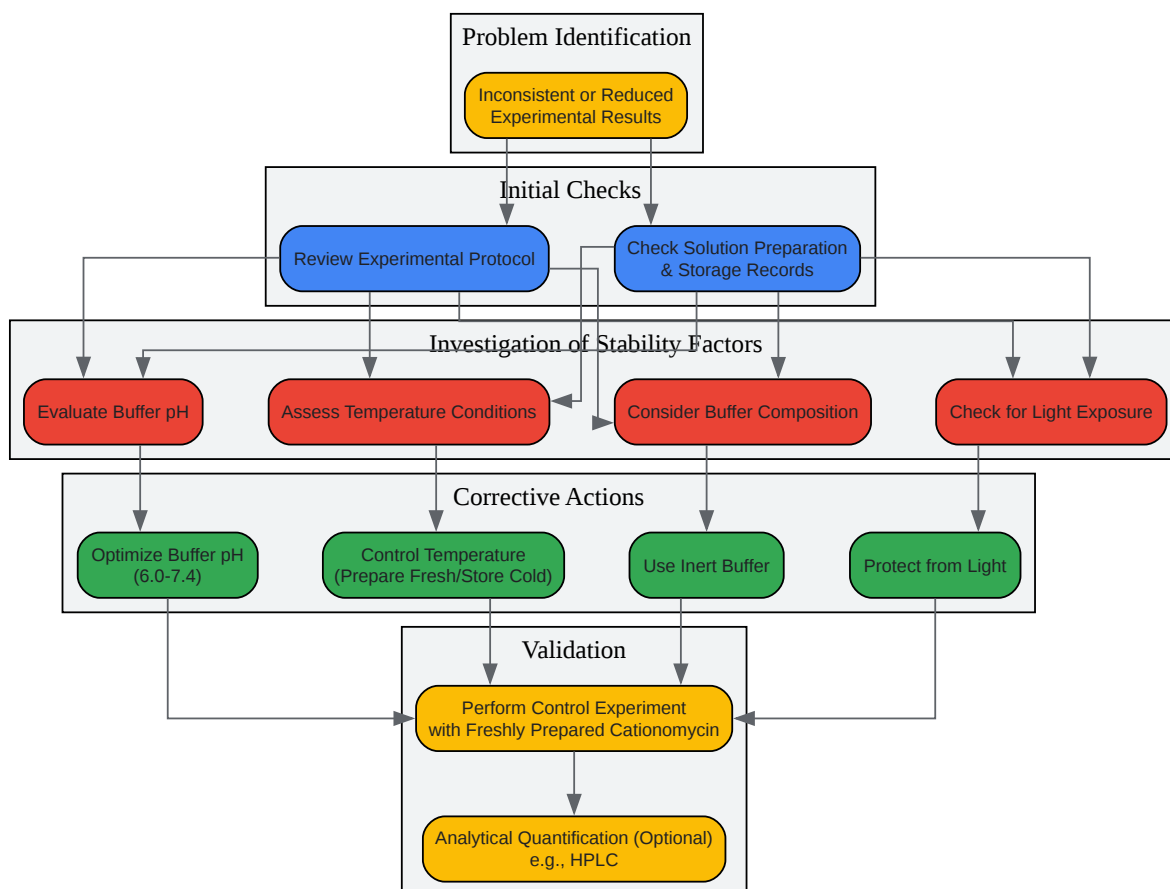 Problem Identification
Inconsistent or Reduced
Experimental Results
Initial Checks
Review Experimental Protocol
Check Solution Preparation
& Storage Records
Investigation of Stability Factors
Evaluate Buffer pH
Assess Temperature Conditions
Consider Buffer Composition
Check for Light Exposure
Corrective Actions
Optimize Buffer pH
(6.0-7.4)
Control Temperature
(Prepare Fresh/Store Cold)
Use Inert Buffer
Protect from Light
Validation
Perform Control Experiment
with Freshly Prepared Cationomycin
Analytical Quantification (Optional)
e.g., HPLC